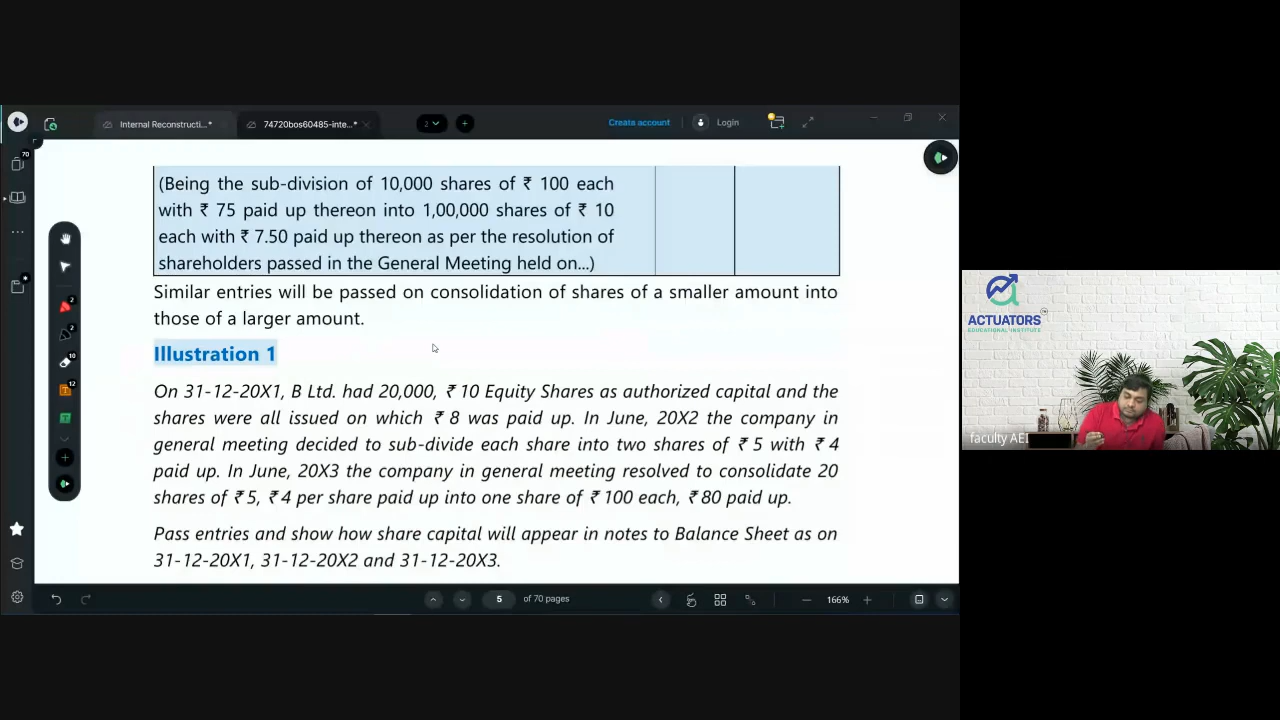 Internal Reconstructi...*
74720bos60485-inte...*
2
Create account
Login
70
(Being the sub-division of 10,000 shares of ₹ 100 each
with ₹ 75 paid up thereon into 1,00,000 shares of ₹ 10
each with ₹ 7.50 paid up thereon as per the resolution of
shareholders passed in the General Meeting held on...)
Similar entries will be passed on consolidation of shares of a smaller amount into
those of a larger amount.
Illustration 1
On 31-12-20X1, B Ltd. had 20,000, ₹ 10 Equity Shares as authorized capital and the
shares were all issued on which ₹ 8 was paid up. In June, 20X2 the company in
general meeting decided to sub-divide each share into two shares of ₹ 5 with ₹ 4
paid up. In June, 20X3 the company in general meeting resolved to consolidate 20
shares of ₹ 5, ₹ 4 per share paid up into one share of ₹ 100 each, ₹ 80 paid up.
Pass entries and show how share capital will appear in notes to Balance Sheet as on
31-12-20X1, 31-12-20X2 and 31-12-20X3.
2
2
10
12
T
5 of 70 pages
166%
ACTUATORS
EDUCATIONAL INSTITUTE
faculty AEI